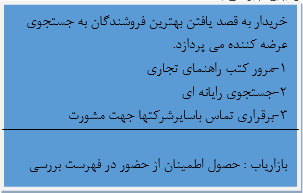 خریدار به قصد یافتن بهترین فروشندگان به جستجوی
عرضه کننده می پردازد.
۱-مرور کتب راهنمای تجاری
۲-جستجوی رایانه ای
۳-برقراری تماس باسایرشرکتها جهت مشورت
بازاریاب : حصول اطمینان از حضور در فهرست بررسی